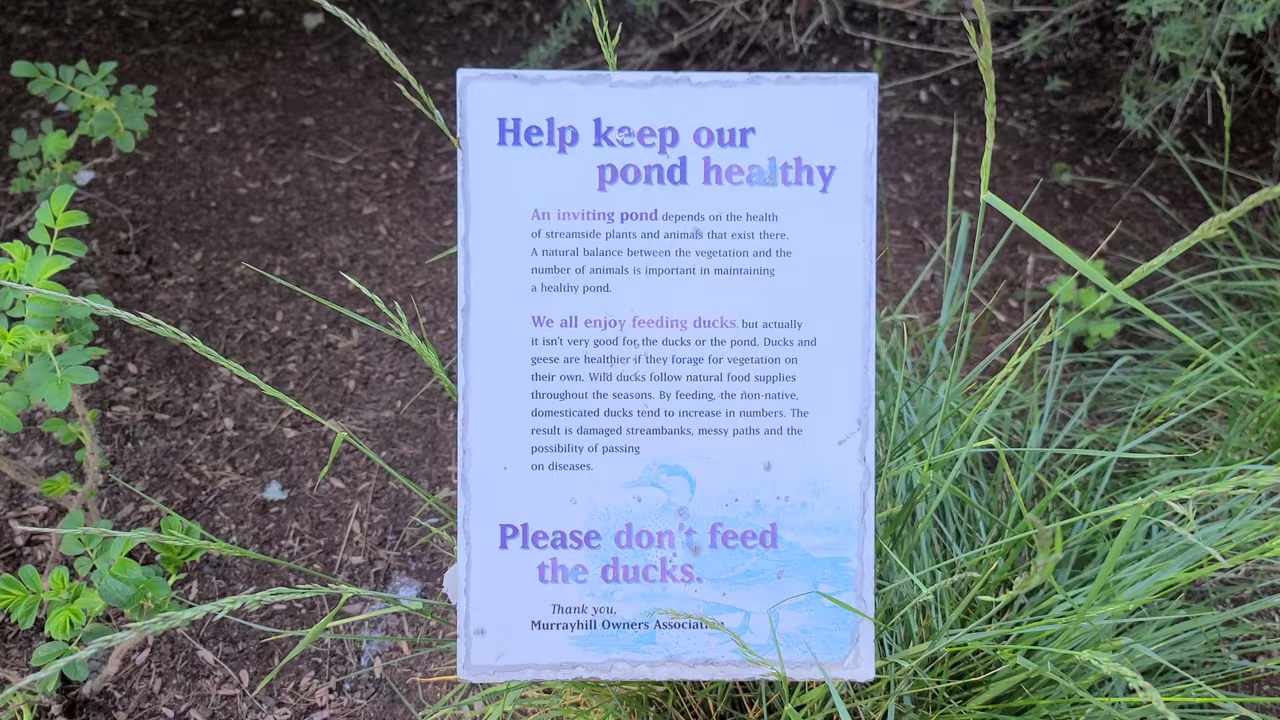 Help keep our
pond healthy
An inviting pond depends on the health
of streamside plants and animals that exist there.
A natural balance between the vegetation and the
number of animals is important in maintaining
a healthy pond.
We all enjoy feeding ducks, but actually
it isn't very good for the ducks or the pond. Ducks and
geese are healthier if they forage for vegetation on
their own. Wild ducks follow natural food supplies
throughout the seasons. By feeding, the non-native,
domesticated ducks tend to increase in numbers. The
result is damaged streambanks, messy paths and the
possibility of passing
on diseases.
Please don't feed
the ducks.
Thank you,
Murrayhill Owners Association